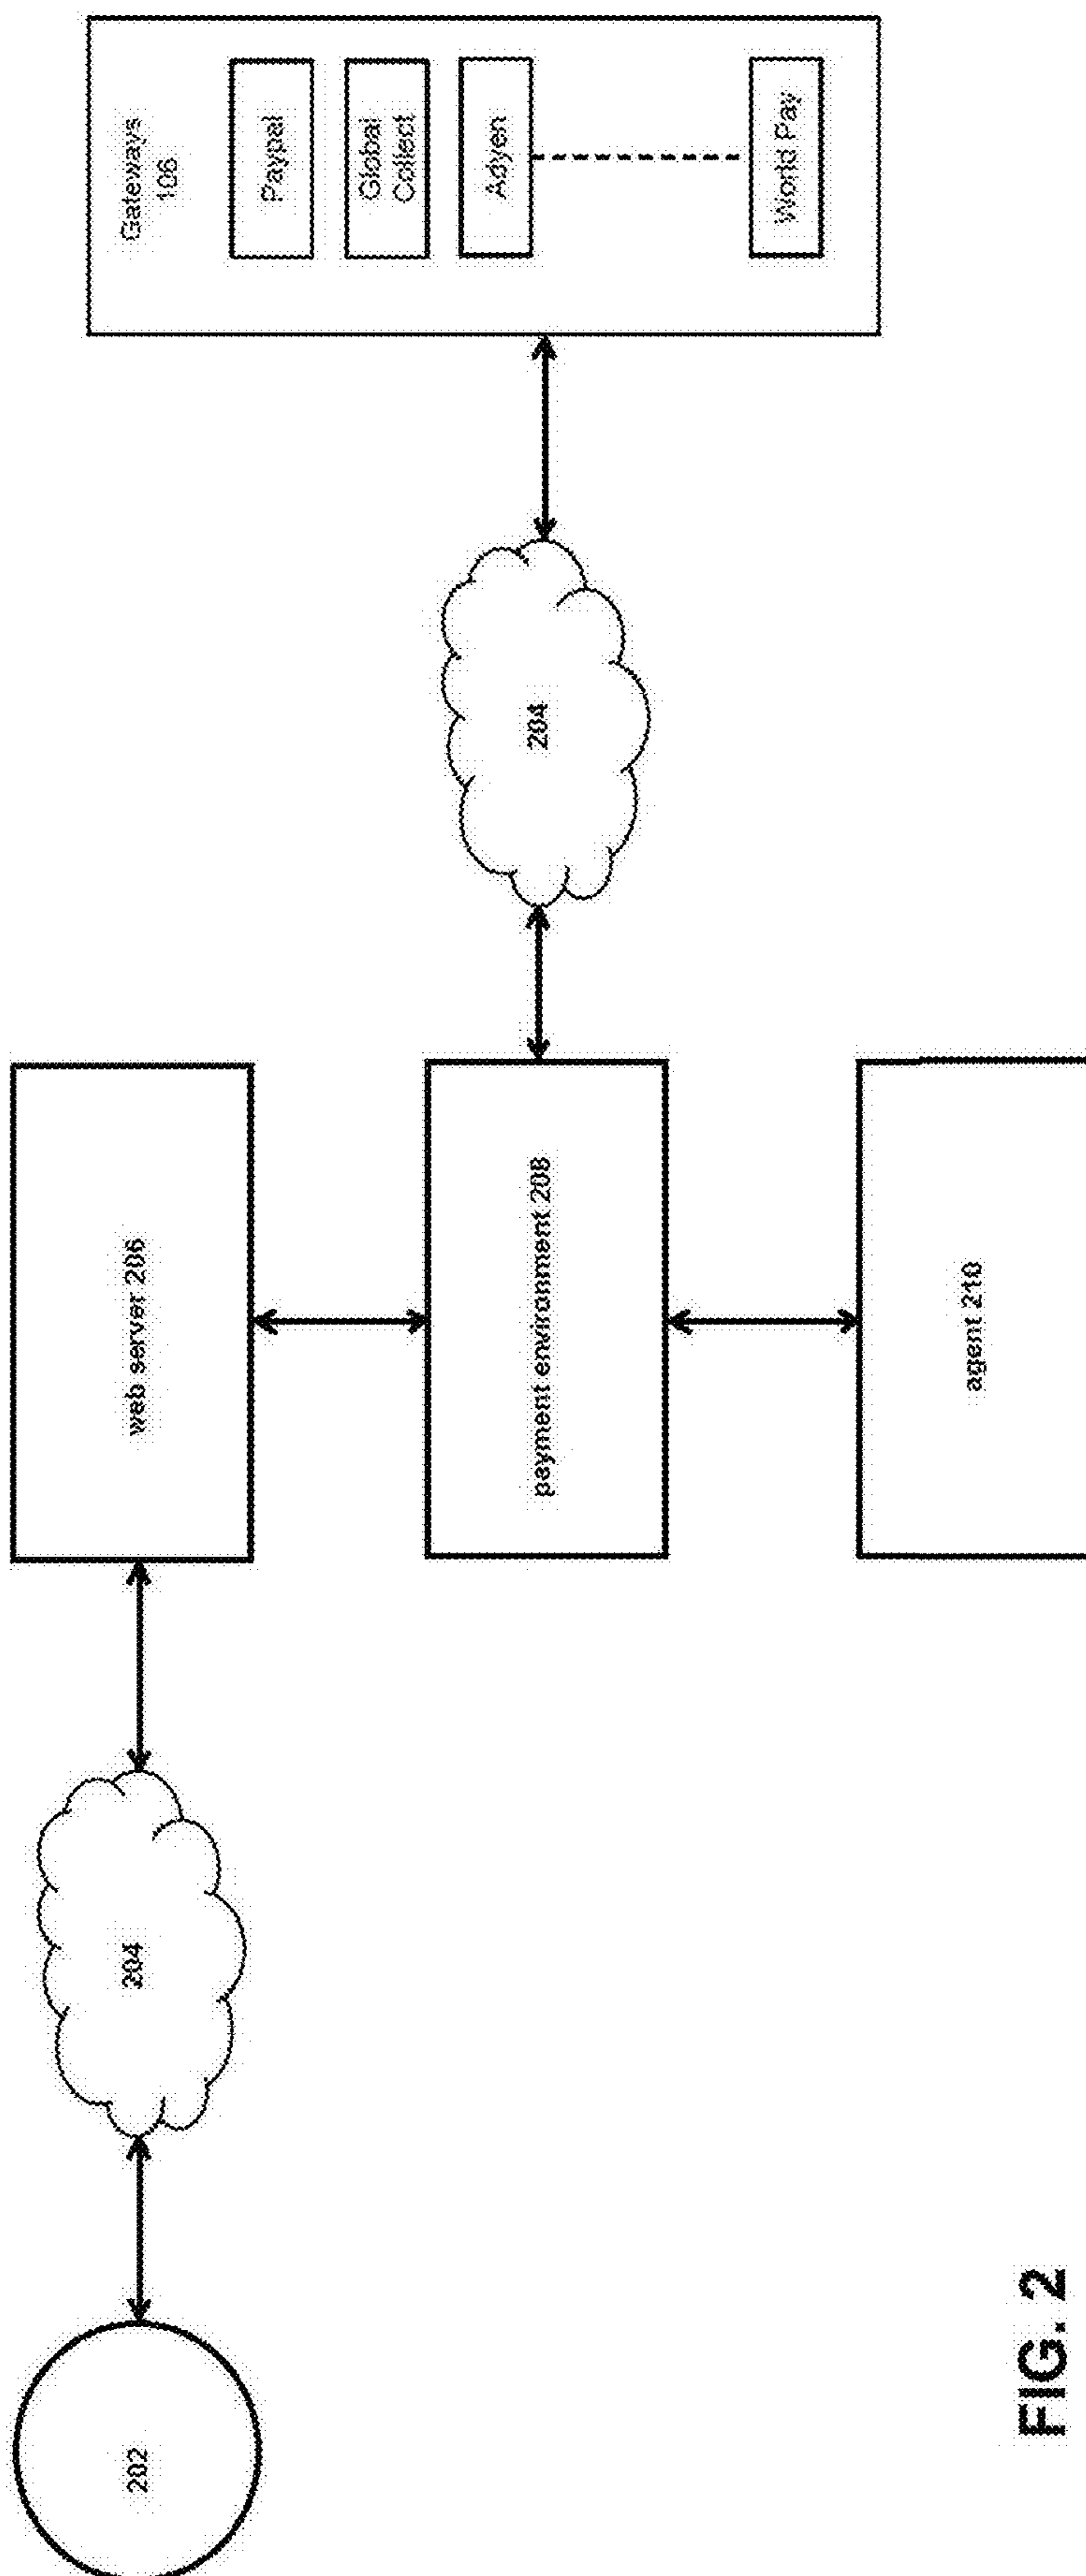 202
204
web server 206
payment environment 208
agent 210
204
Gateways
106
Paypal
Global
Collect
Adyen
World Pay
FIG. 2